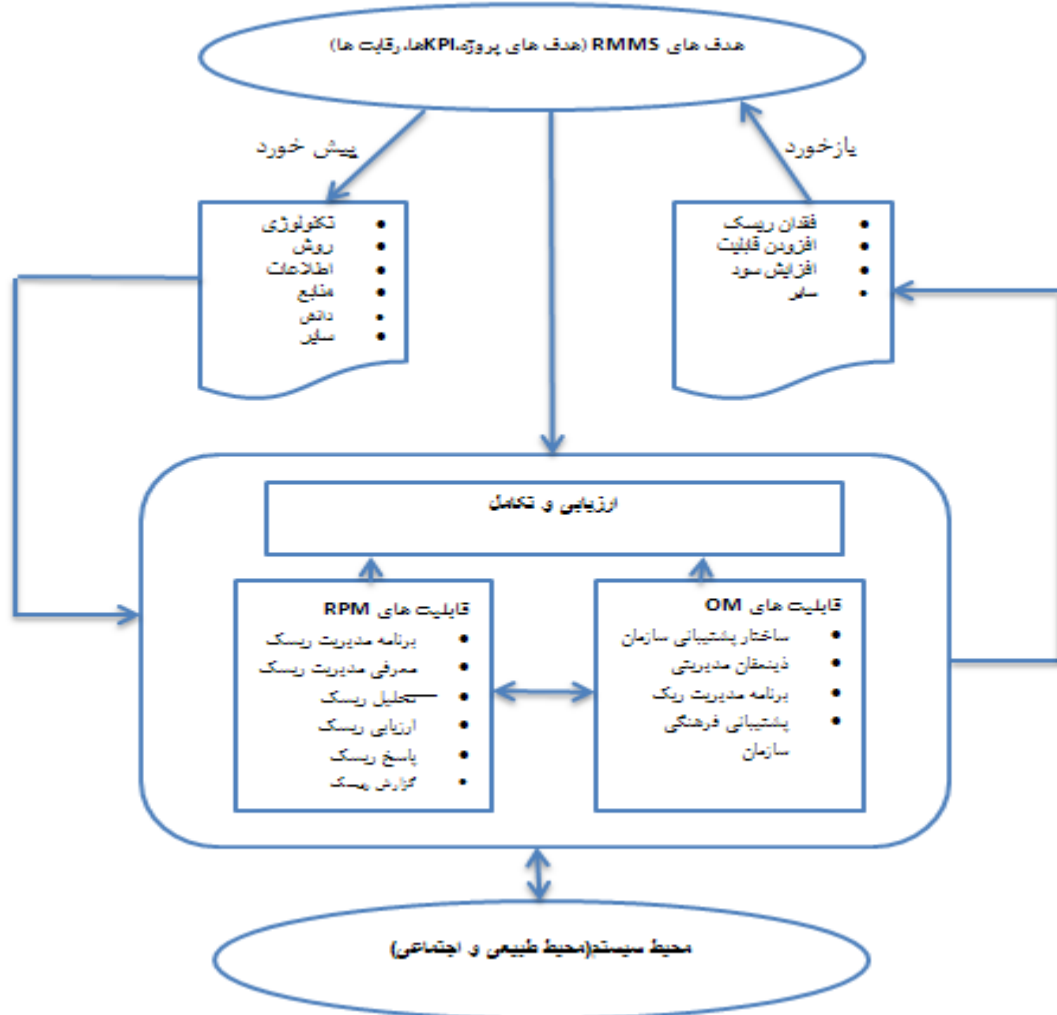 هدف های RMMS (هدف های پروژه،KPIها، رقابت ها)
یازخورد
پیش خورد
فقدان ریسک
افزودن قابلیت
افزایش سود
سایر
تکنولوژی
روش
اطلاعات
منابع
دانش
سایر
ارزیابی و تکامل
قابلیت های OM
ساختار پشتیبانی سازمان
ذینعقان مدیریتی
برنامه مدیریت ریک
پشتیبانی فرهنگی
سازمان
قابلیت های RPM
برنامه مدیریت ریسک
معرفی مدیریت ریسک
تحلیل ریسک
ارزیابی ریسک
پاسخ ریسک
گزارش ریسک
محیط سیستم(محیط طبیعی و اجتماعی)